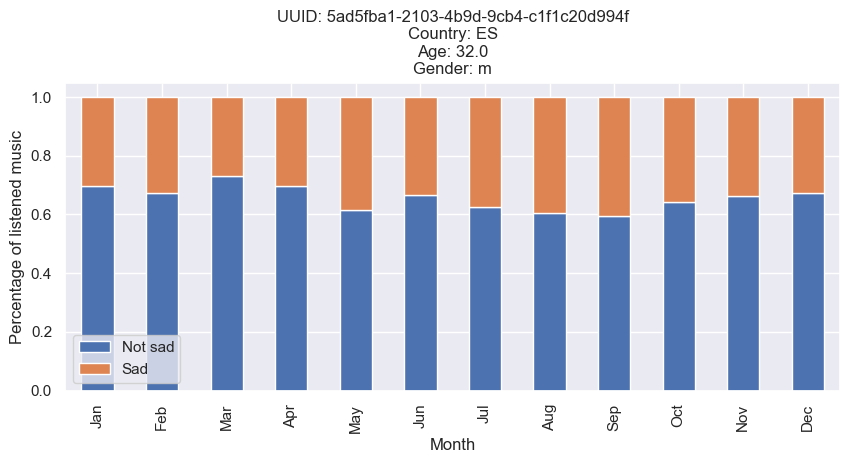 UUID: 5ad5fba1-2103-4b9d-9cb4-c1f1c20d994f
Country: ES
Age: 32.0
Gender: m
Percentage of listened music
1.0
0.8
0.6
0.4
0.2
0.0
Not sad
Sad
Jan
Feb
Mar
Apr
May
Jun
Jul
Aug
Sep
Oct
Nov
Dec
Month